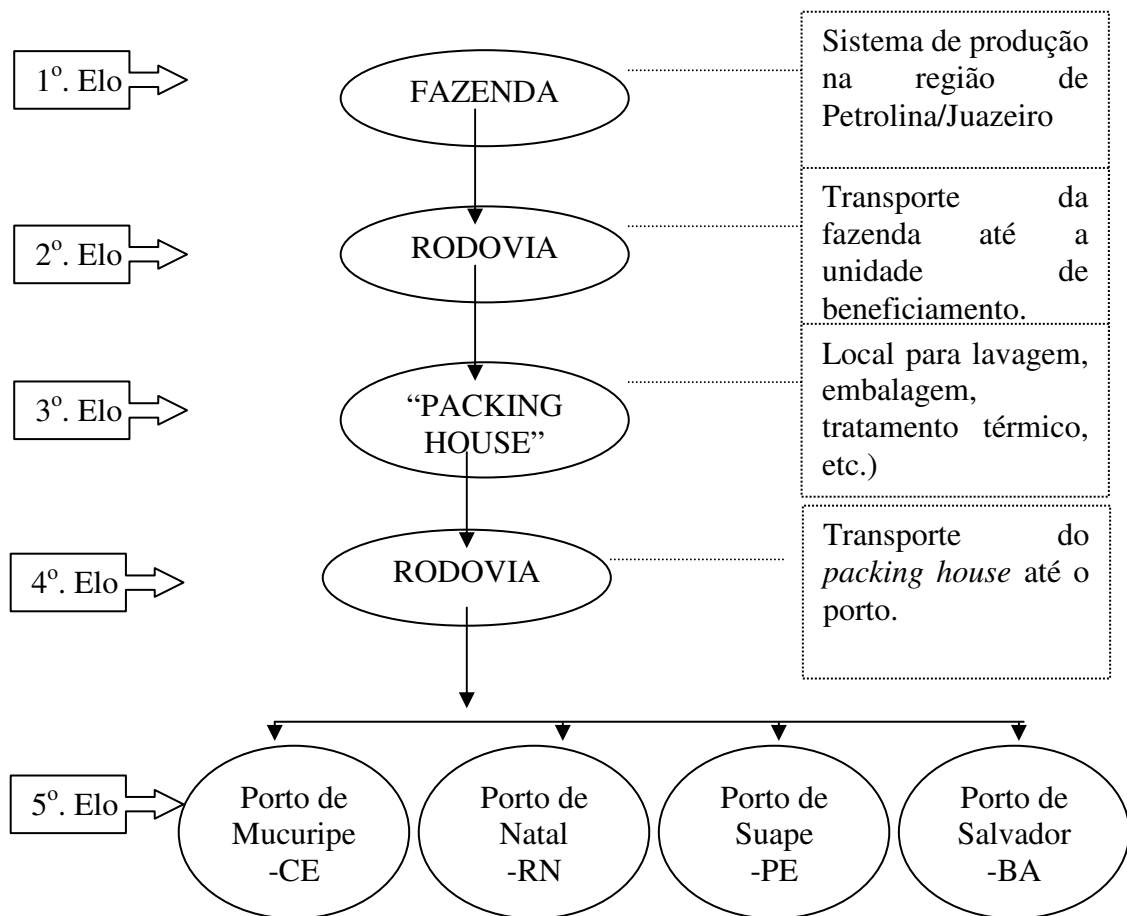 1º. Elo
FAZENDA
Sistema de produção
na região de
Petrolina/Juazeiro
2º. Elo
RODOVIA
Transporte da
fazenda até a
unidade de
beneficiamento.
3º. Elo
“PACKING
HOUSE”
Local para lavagem,
embalagem,
tratamento térmico,
etc.)
4º. Elo
RODOVIA
Transporte do
packing house até o
porto.
5º. Elo
Porto de
Mucuripe
-CE
Porto de
Natal
-RN
Porto de
Suape
-PE
Porto de
Salvador
-BA